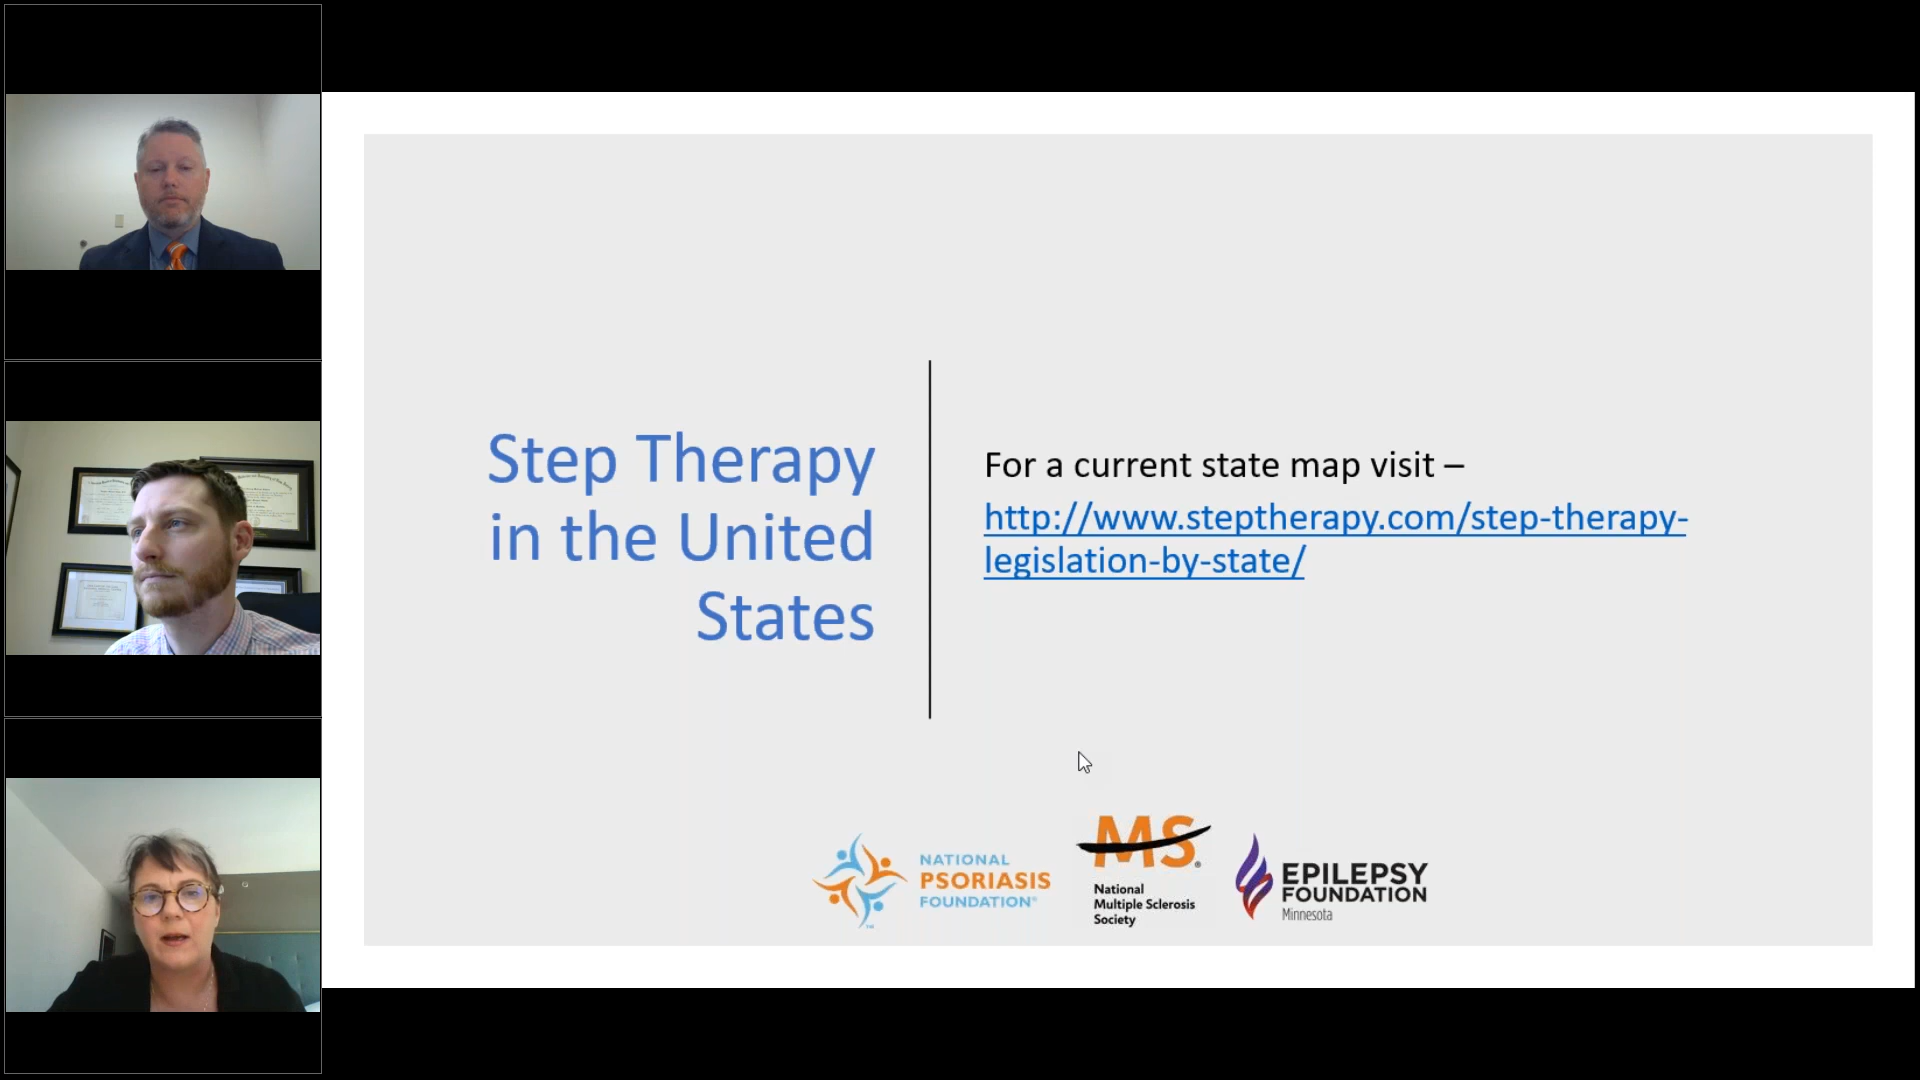 Step Therapy
in the United
States
For a current state map visit –
http://www.steptherapy.com/step-therapy-
legislation-by-state/
NATIONAL
PSORIASIS
FOUNDATION®
™
MS®
National
Multiple Sclerosis
Society
EPILEPSY
FOUNDATION
Minnesota